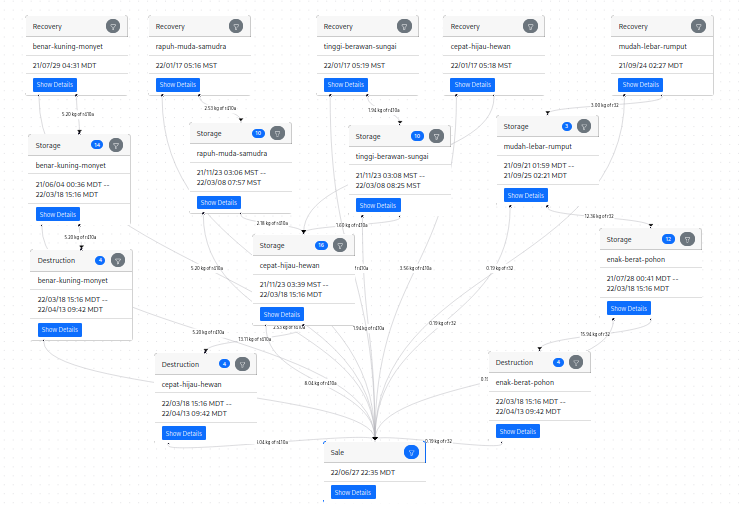 Recovery
benar-kuning-monyet
21/07/29 04:31 MDT
Show Details
Recovery
rapuh-muda-samudra
22/01/17 05:16 MST
Show Details
Recovery
tinggi-berawan-sungai
22/01/17 05:19 MST
Show Details
Recovery
cepat-hijau-hewan
22/01/17 05:18 MST
Show Details
Recovery
mudah-lebar-rumput
21/09/24 02:27 MDT
Show Details
5.20 kg of r410a
2.53 kg of r410a
1.94 kg of r410a
3.00 kg of r32
Storage 14
benar-kuning-monyet
21/06/04 00:36 MDT --
22/03/18 15:16 MDT
Show Details
Storage 10
rapuh-muda-samudra
21/11/23 03:06 MST --
22/03/08 07:57 MST
Show Details
Storage 10
tinggi-berawan-sungai
21/11/23 03:08 MST --
22/03/08 08:25 MST
Show Details
Storage 3
mudah-lebar-rumput
21/09/21 01:59 MDT --
21/09/25 02:21 MDT
Show Details
5.20 kg of r410a
2.78 kg of r410a
1.60 kg of r410a
12.36 kg of r32
Destruction 4
benar-kuning-monyet
22/03/18 15:16 MDT --
22/04/13 09:42 MDT
Show Details
Storage 16
cepat-hijau-hewan
21/11/23 03:39 MST --
22/03/18 15:16 MDT
Show Details
Storage 12
enak-berat-pohon
21/07/28 00:41 MDT --
22/03/18 15:16 MDT
Show Details
5.20 kg of r410a
f r410a
3.56 kg of r410a
0.19 kg of r32
5.20 kg of r410a
2.53 kg of r410a
1.94 kg of r410a
0.19 kg of r32
13.71 kg of r410a
15.94 kg of r32
Destruction 4
cepat-hijau-hewan
22/03/18 15:16 MDT --
22/04/13 09:42 MDT
Show Details
8.04 kg of r410a
Destruction 4
enak-berat-pohon
22/03/18 15:16 MDT --
22/04/13 09:42 MDT
Show Details
kg of r410a
0.19 kg of r32
Sale
22/06/27 22:35 MDT
Show Details